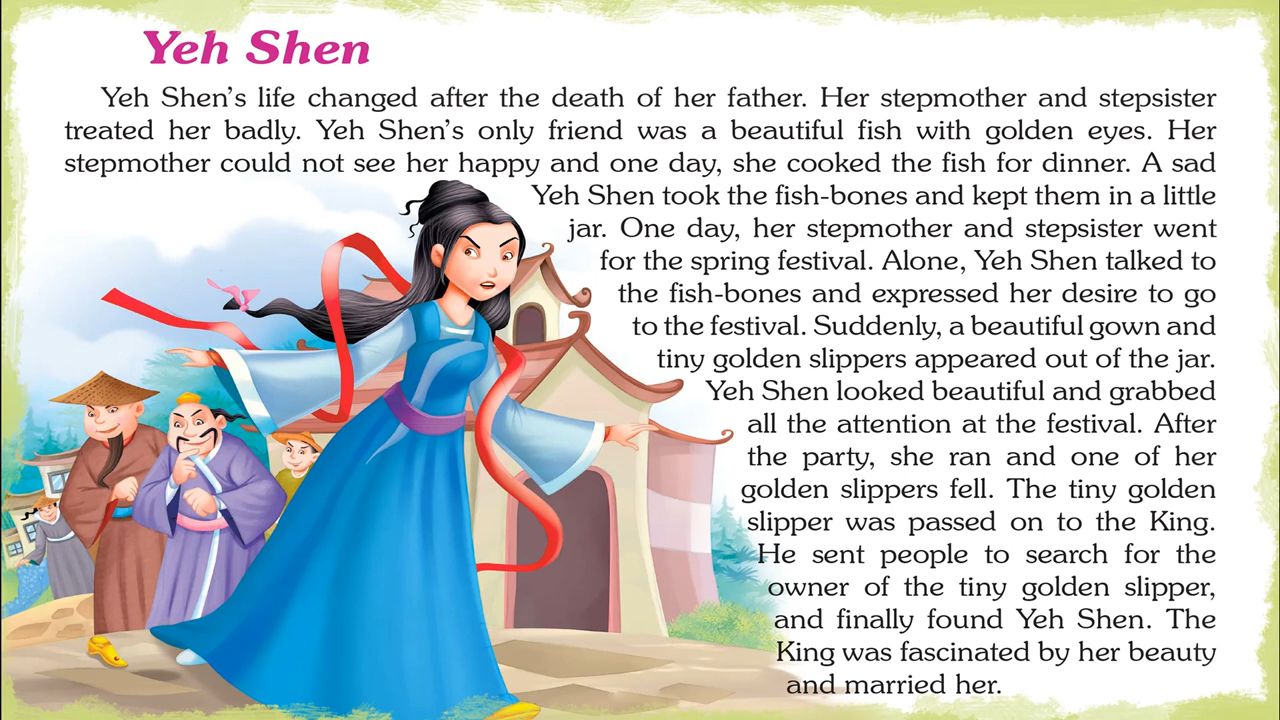 Yeh Shen
Yeh Shen’s life changed after the death of her father. Her stepmother and stepsister
treated her badly. Yeh Shen’s only friend was a beautiful fish with golden eyes. Her
stepmother could not see her happy and one day, she cooked the fish for dinner. A sad
Yeh Shen took the fish-bones and kept them in a little
jar. One day, her stepmother and stepsister went
for the spring festival. Alone, Yeh Shen talked to
the fish-bones and expressed her desire to go
to the festival. Suddenly, a beautiful gown and
tiny golden slippers appeared out of the jar.
Yeh Shen looked beautiful and grabbed
all the attention at the festival. After
the party, she ran and one of her
golden slippers fell. The tiny golden
slipper was passed on to the King.
He sent people to search for the
owner of the tiny golden slipper,
and finally found Yeh Shen. The
King was fascinated by her beauty
and married her.